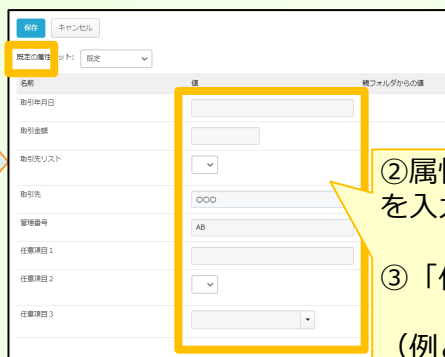 保存 キャンセル
既定の属性セット: 既定
名前 値 親フォルダからの値
取引年月日
取引金額
取引先リスト
取引先 〇〇〇
管理番号 AB
任意項目1
任意項目2
任意項目3
②属性
を入
③「
(例